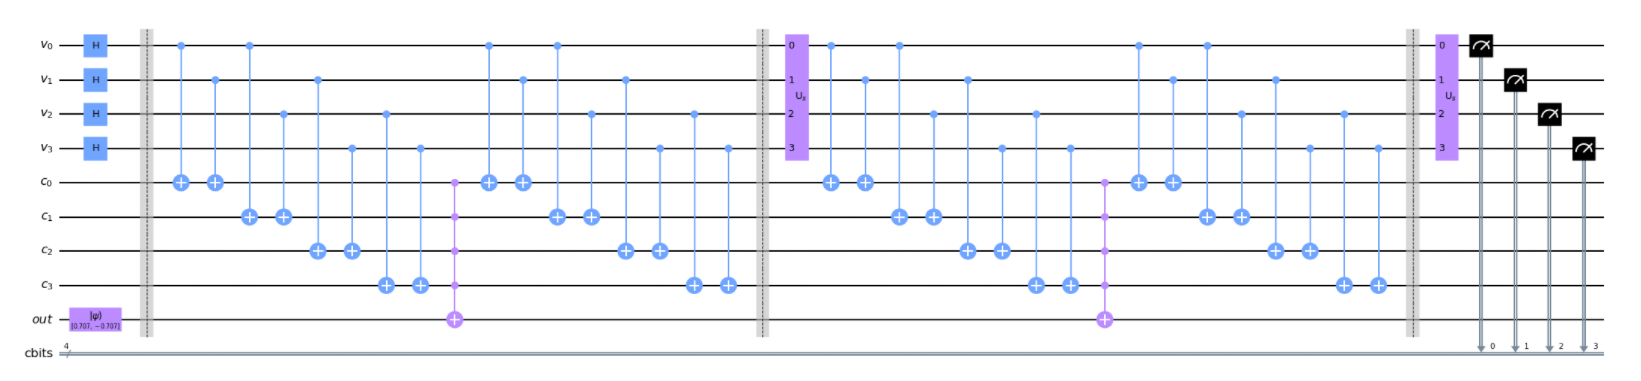 v0 H 0 0
v1 H 1 1
Us Us
v2 H 2 2
v3 H 3 3
c0
c1
c2
c3
out |ψ⟩
[0.707, −0.707]
cbits 4 0 1 2 3